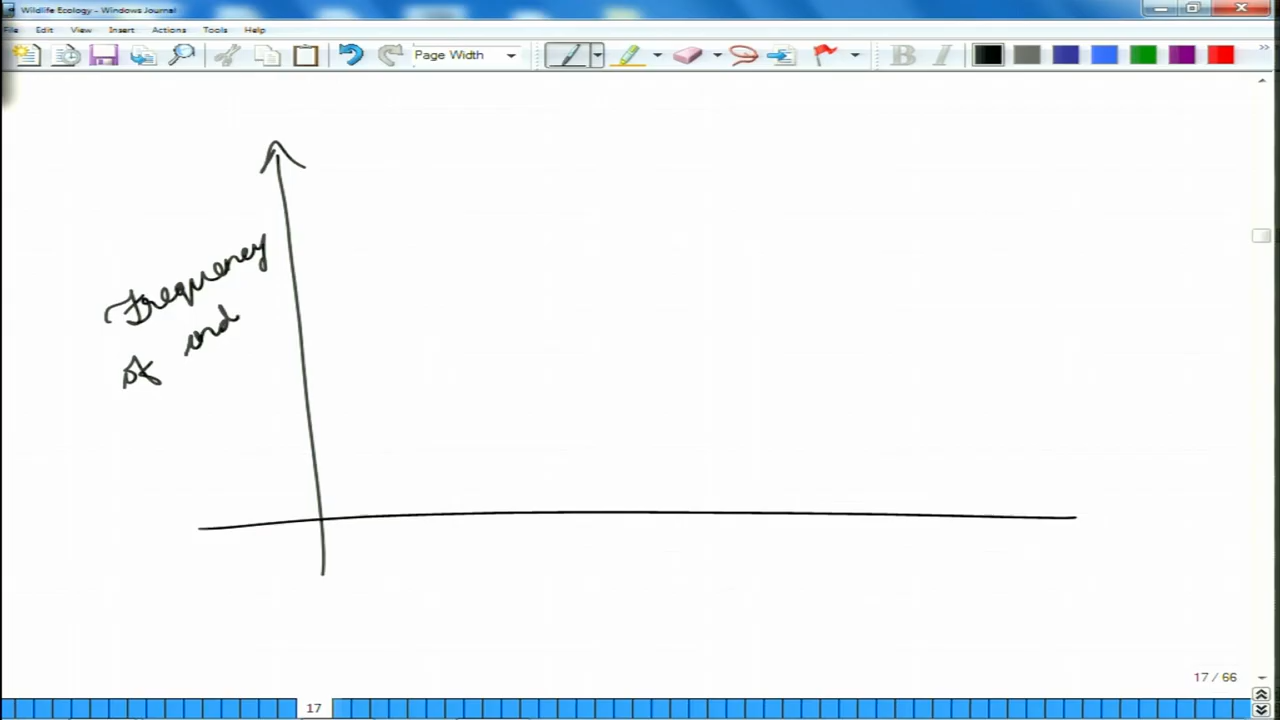 Wildlife Ecology - Windows Journal
File Edit View Insert Actions Tools Help
Page Width
B I
Frequency
of ind
17 / 66
17